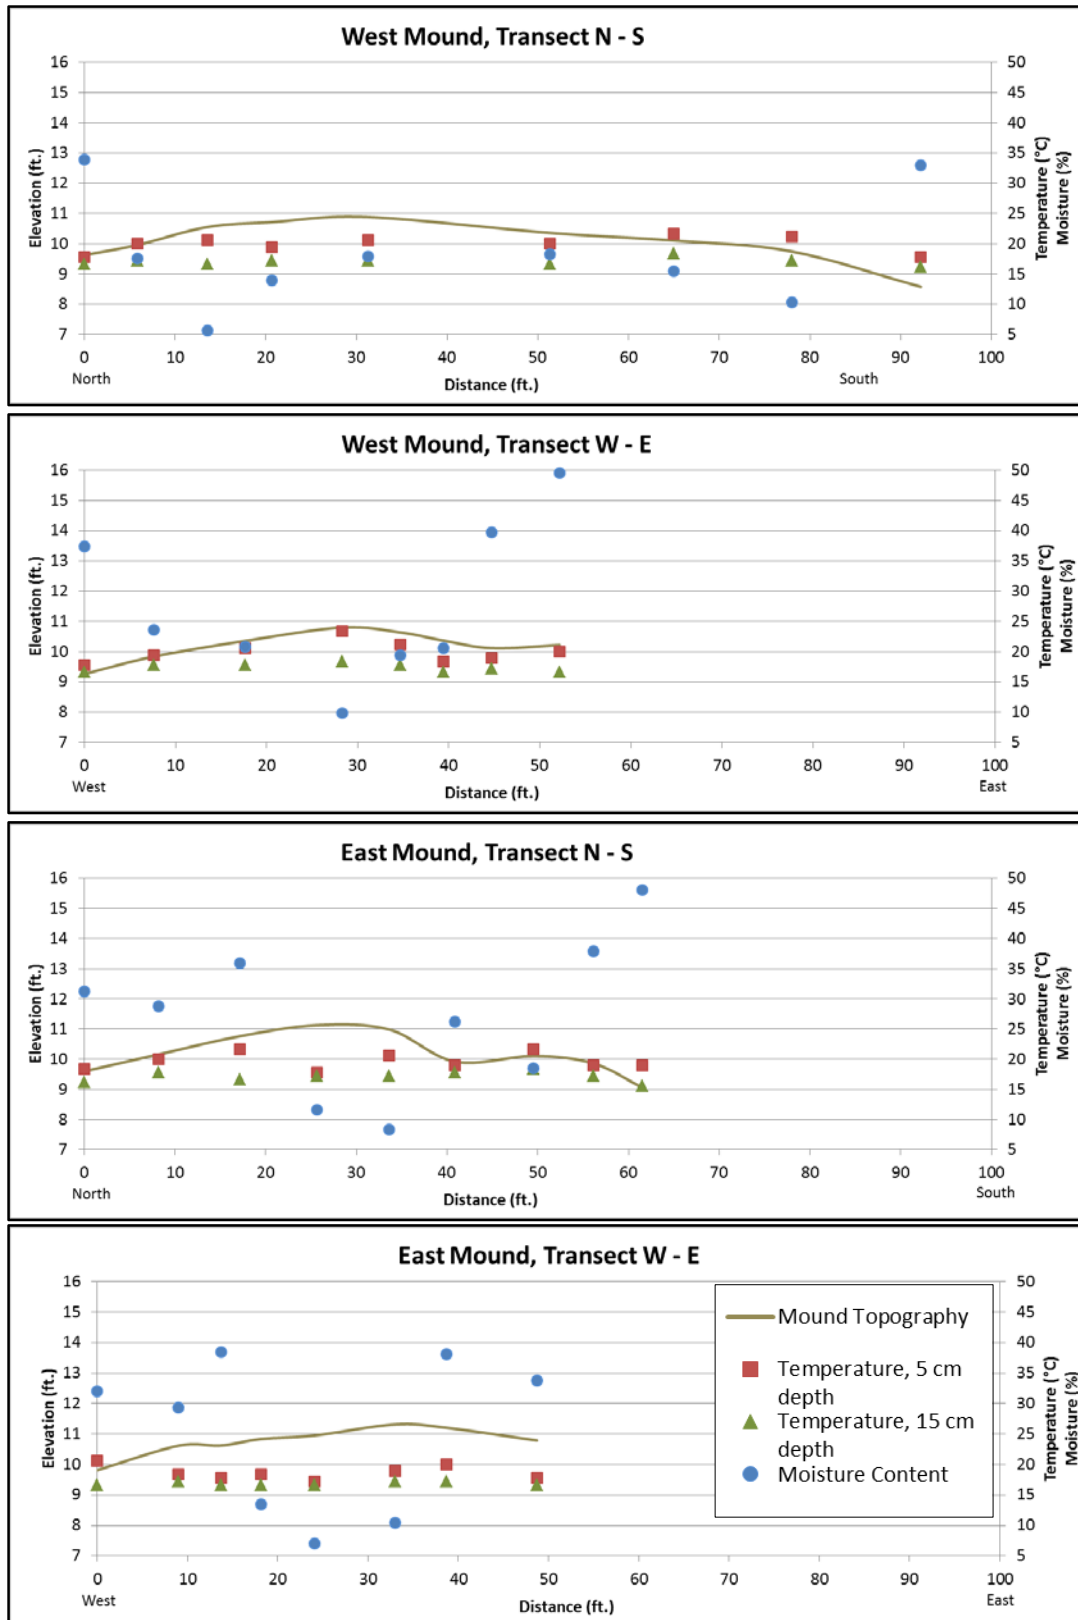 West Mound, Transect N - S
16
15
14
13
12
11
10
9
8
7
Elevation (ft.)
50
45
40
35
30
25
20
15
10
5
Temperature (°C)
Moisture (%)
0 10 20 30 40 50 60 70 80 90 100
North South
Distance (ft.)
West Mound, Transect W - E
16
15
14
13
12
11
10
9
8
7
Elevation (ft.)
50
45
40
35
30
25
20
15
10
5
Temperature (°C)
Moisture (%)
0 10 20 30 40 50 60 70 80 90 100
West East
Distance (ft.)
East Mound, Transect N - S
16
15
14
13
12
11
10
9
8
7
Elevation (ft.)
50
45
40
35
30
25
20
15
10
5
Temperature (°C)
Moisture (%)
0 10 20 30 40 50 60 70 80 90 100
North South
Distance (ft.)
East Mound, Transect W - E
16
15
14
13
12
11
10
9
8
7
Elevation (ft.)
Mound Topography
Temperature, 5 cm
depth
Temperature, 15 cm
depth
Moisture Content
50
45
40
35
30
25
20
15
10
5
Temperature (°C)
Moisture (%)
0 10 20 30 40 50 60 70 80 90 100
West East
Distance (ft.)